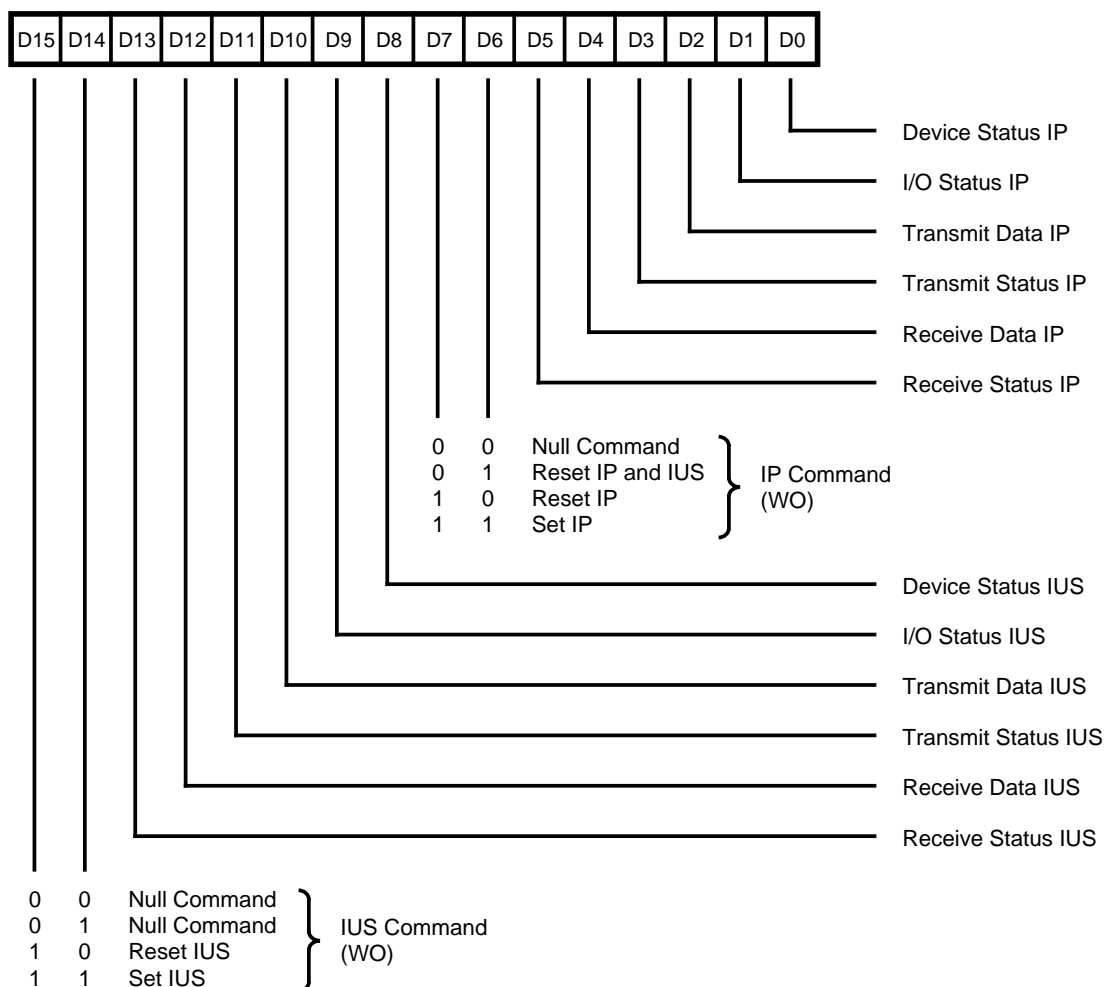 D15 D14 D13 D12 D11 D10 D9 D8 D7 D6 D5 D4 D3 D2 D1 D0
Device Status IP
I/O Status IP
Transmit Data IP
Transmit Status IP
Receive Data IP
Receive Status IP
0 0 Null Command
0 1 Reset IP and IUS
1 0 Reset IP
1 1 Set IP
IP Command
(WO)
Device Status IUS
I/O Status IUS
Transmit Data IUS
Transmit Status IUS
Receive Data IUS
Receive Status IUS
0 0 Null Command
0 1 Null Command
1 0 Reset IUS
1 1 Set IUS
IUS Command
(WO)